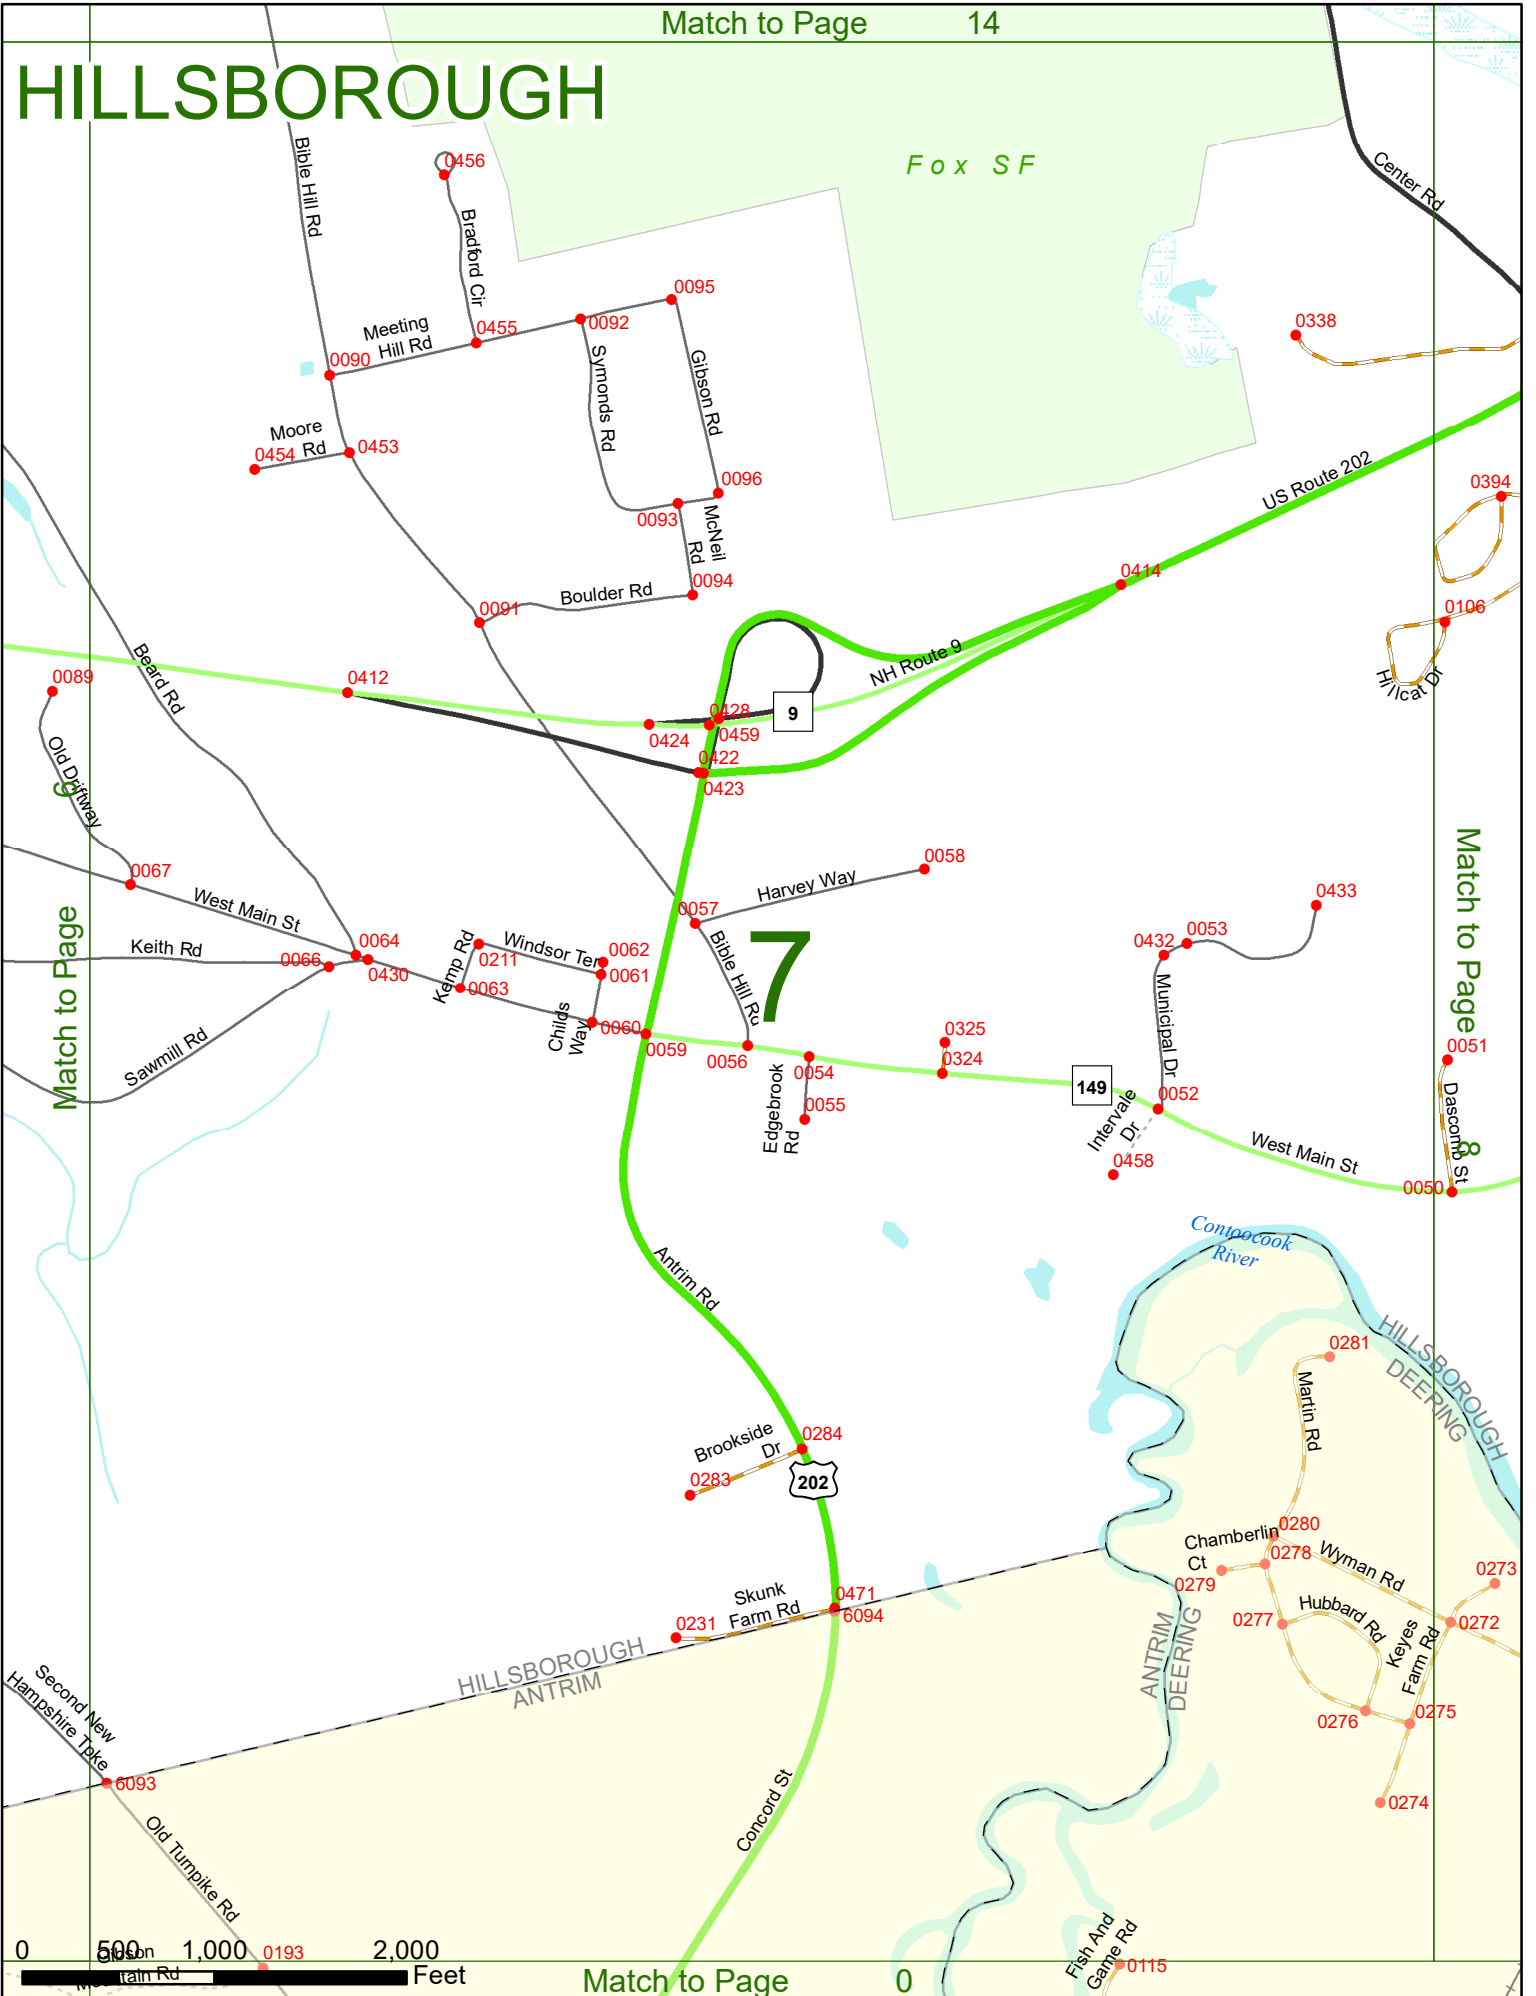 Match to Page 14
HILLSBOROUGH
Fox SF
Center Rd
Bible Hill Rd
0456
Bradford Cir
0095
0092
0455
Meeting
Hill Rd
0090
0338
Symonds Rd
Gibson Rd
Moore
Rd
0454
0453
US Route 202
0394
0096
0093
McNeil
Rd
0094
Boulder Rd
0414
0091
0106
Hillcat Dr
Beard Rd
0089
0412
NH Route 9
0428
9
0424
0459
0422
0423
Old Driftway
6
Match to Page
0067
West Main St
Keith Rd
0066
0064
0430
Kemp Rd
0211
Windsor Ter
0062
0061
0063
Childs
Way
0060
0059
Sawmill Rd
Harvey Way
0058
0057
Bible Hill Rd
7
0056
0054
Edgebrook
Rd
0055
0325
0324
149
0433
0053
0432
Municipal Dr
0052
Intervale
Dr
0458
West Main St
Match to Page
8
0051
Dascomb St
0050
Contoocook
River
Antrim Rd
HILLSBOROUGH
DEERING
0281
Martin Rd
Brookside
Dr
0284
0283
202
0280
Chamberlin
Ct
0278
0279
Wyman Rd
0273
Hubbard Rd
0277
0272
Keyes
Farm Rd
0276
0275
0274
Skunk
Farm Rd
0471
6094
0231
HILLSBOROUGH
ANTRIM
ANTRIM
DEERING
Second New
Hampshire Tpke
6093
Old Turnpike Rd
Concord St
0193
Gibson
Mountain Rd
Fish And
Game Rd
0115
0 500 1,000 2,000
Feet
Match to Page 0